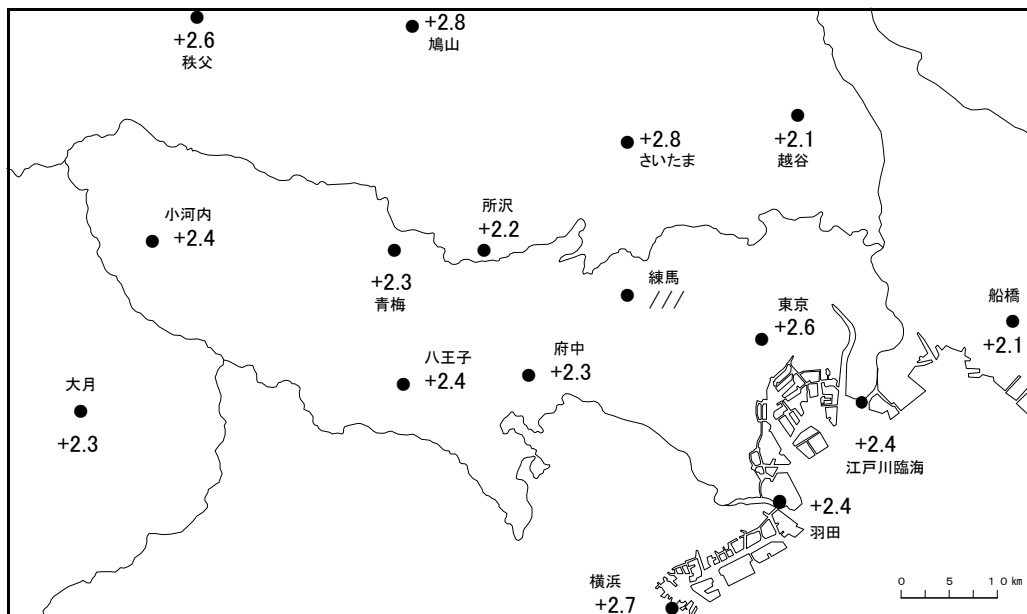 +2.6
秩父
+2.8
鳩山
+2.8
さいたま
+2.1
越谷
小河内
+2.4
所沢
+2.2
+2.3
青梅
練馬
///
東京
+2.6
船橋
+2.1
八王子
+2.4
府中
+2.3
大月
+2.3
+2.4
江戸川臨海
+2.4
羽田
横浜
+2.7
0 5 10km